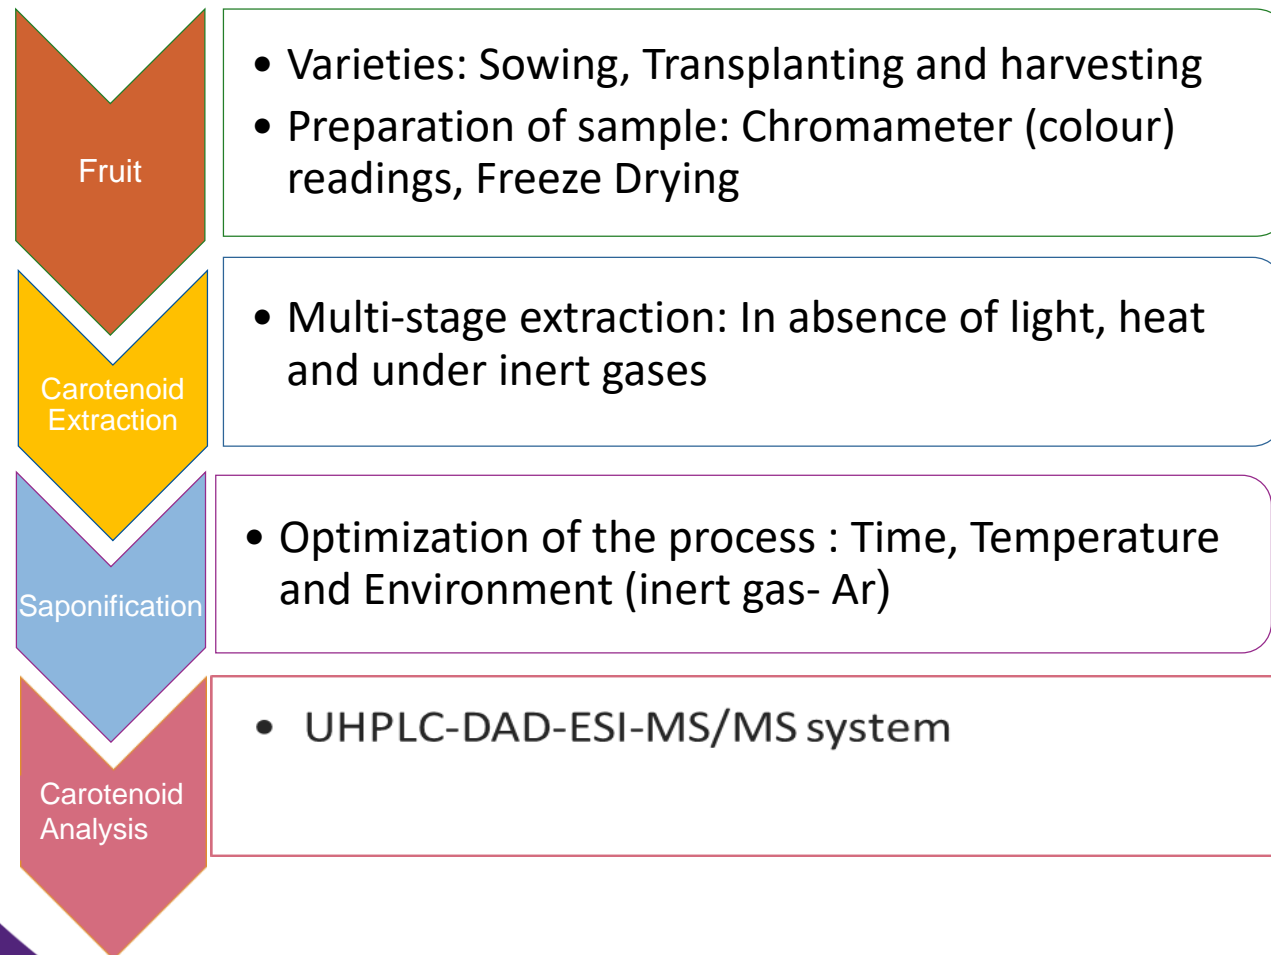 Fruit
• Varieties: Sowing, Transplanting and harvesting
• Preparation of sample: Chromameter (colour)
readings, Freeze Drying
Carotenoid
Extraction
• Multi-stage extraction: In absence of light, heat
and under inert gases
Saponification
• Optimization of the process : Time, Temperature
and Environment (inert gas- Ar)
Carotenoid
Analysis
• UHPLC-DAD-ESI-MS/MS system